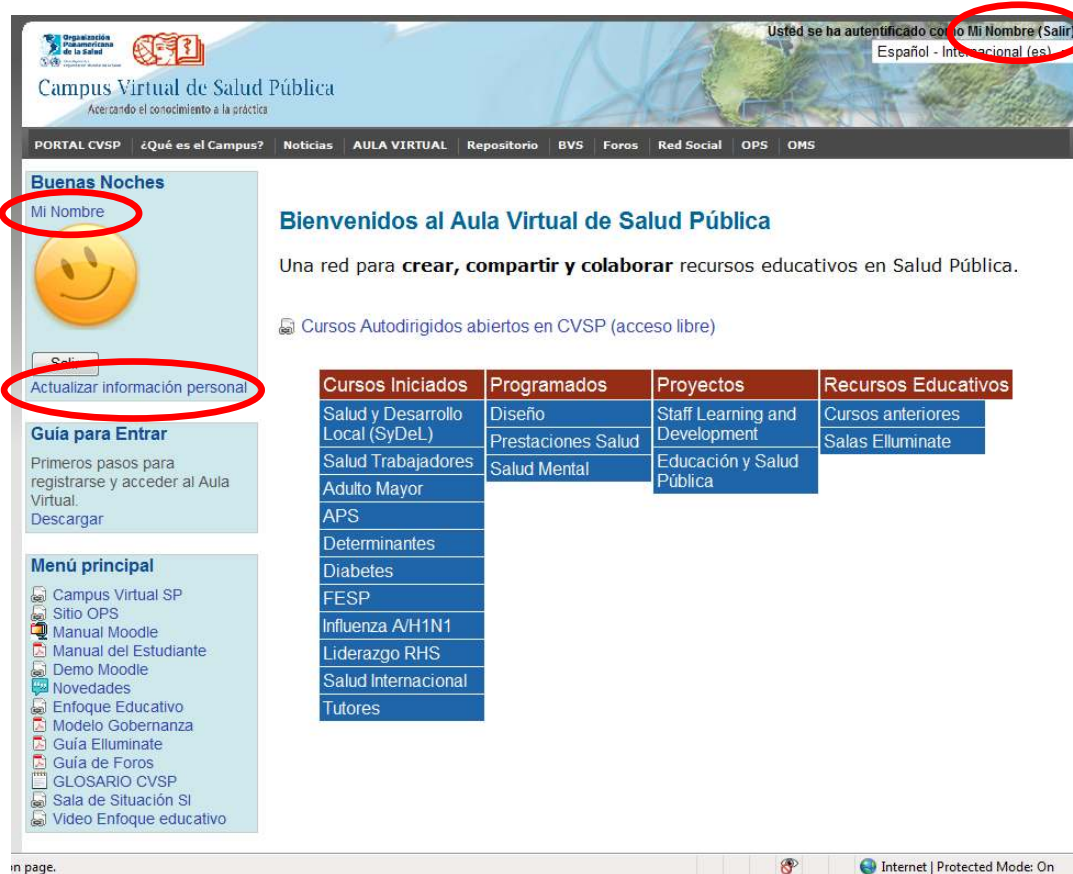 Usted se ha autentificado como Mi Nombre (Salir)
Español - Internacional (es)
Organización
Panamericana
de la Salud
Campus Virtual de Salud Pública
Acercando el conocimiento a la práctica
PORTAL CVSP ¿Qué es el Campus? Noticias AULA VIRTUAL Repositorio BVS Foros Red Social OPS OMS
Buenas Noches
Mi Nombre
Salir
Actualizar información personal
Guía para Entrar
Primeros pasos para
registrarse y acceder al Aula
Virtual.
Descargar
Menú principal
Campus Virtual SP
Sitio OPS
Manual Moodle
Manual del Estudiante
Demo Moodle
Novedades
Enfoque Educativo
Modelo Gobernanza
Guía Elluminate
Guía de Foros
GLOSARIO CVSP
Sala de Situación SI
Video Enfoque educativo
Bienvenidos al Aula Virtual de Salud Pública
Una red para crear, compartir y colaborar recursos educativos en Salud Pública.
Cursos Autodirigidos abiertos en CVSP (acceso libre)
Cursos Iniciados
Salud y Desarrollo
Local (SyDeL)
Salud Trabajadores
Adulto Mayor
APS
Determinantes
Diabetes
FESP
Influenza A/H1N1
Liderazgo RHS
Salud Internacional
Tutores
Programados
Diseño
Prestaciones Salud
Salud Mental
Proyectos
Staff Learning and
Development
Educación y Salud
Pública
Recursos Educativos
Cursos anteriores
Salas Elluminate
on page.
Internet | Protected Mode: On